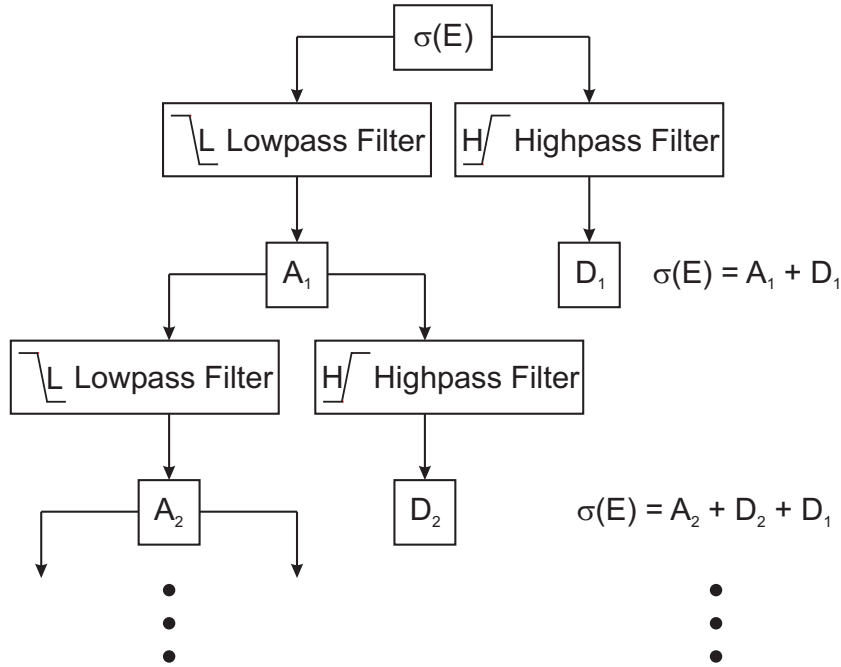 σ(E)
L Lowpass Filter
H Highpass Filter
A₁
D₁
σ(E) = A₁ + D₁
L Lowpass Filter
H Highpass Filter
A₂
D₂
σ(E) = A₂ + D₂ + D₁